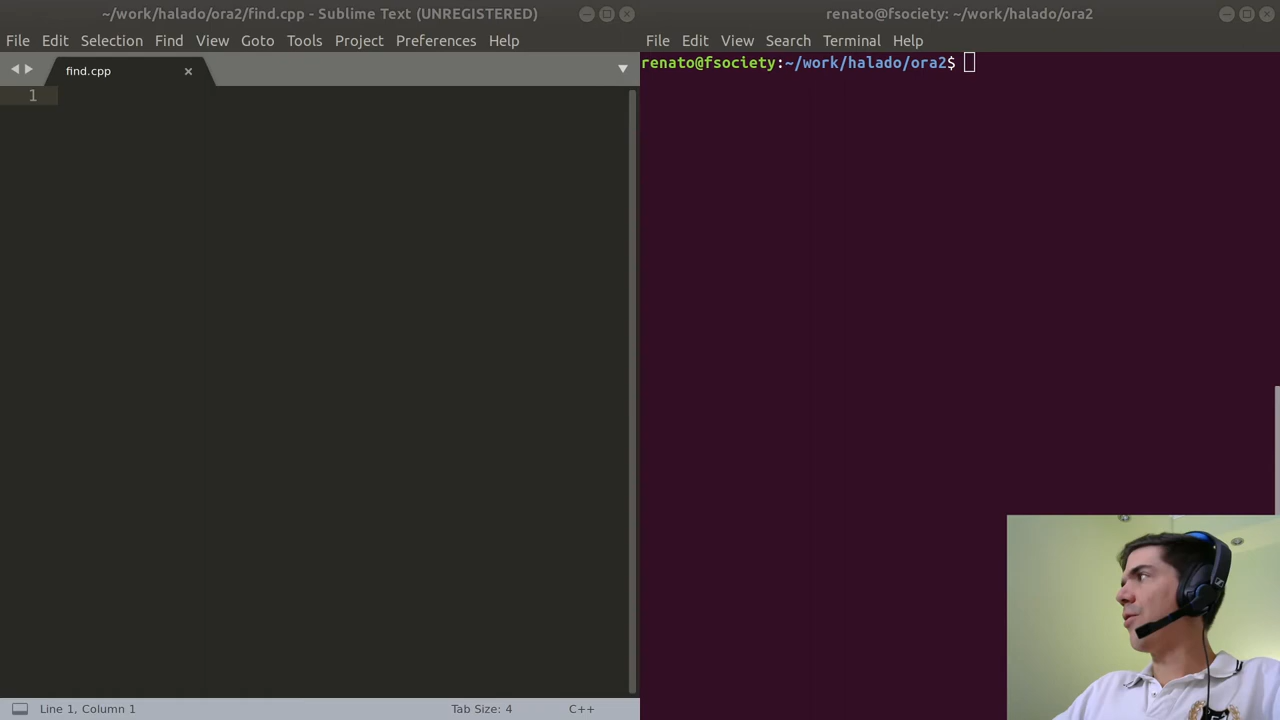 ~/work/halado/ora2/find.cpp - Sublime Text (UNREGISTERED)
File Edit Selection Find View Goto Tools Project Preferences Help
find.cpp
1
Line 1, Column 1
Tab Size: 4
C++
renato@fsociety: ~/work/halado/ora2
File Edit View Search Terminal Help
renato@fsociety:~/work/halado/ora2$